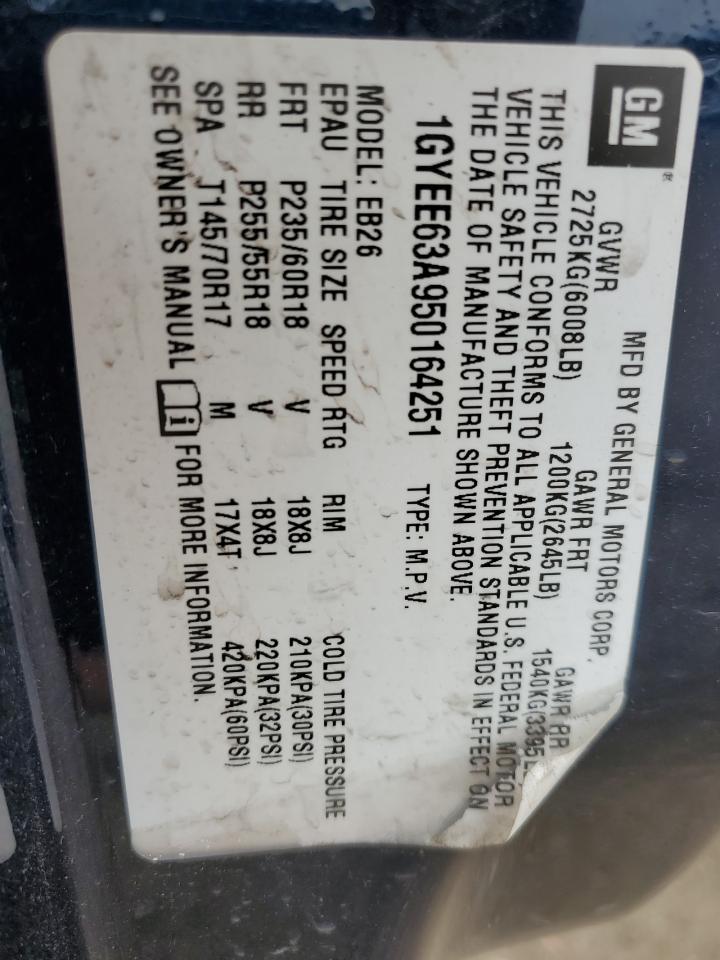 GM®
MFD BY GENERAL MOTORS CORP.
GVWR GAWR FRT GAWR RR
2725KG(6008LB) 1200KG(2645LB) 1540KG(3395L
THIS VEHICLE CONFORMS TO ALL APPLICABLE U.S. FEDERAL MOTOR
VEHICLE SAFETY AND THEFT PREVENTION STANDARDS IN EFFECT ON
THE DATE OF MANUFACTURE SHOWN ABOVE.
1GYEE63A950164251 TYPE: M.P.V.
MODEL: EB26
EPAU TIRE SIZE SPEED RTG RIM COLD TIRE PRESSURE
FRT P235/60R18 V 18X8J 210KPA(30PSI)
RR P255/55R18 V 18X8J 220KPA(32PSI)
SPA T145/70R17 M 17X4T 420KPA(60PSI)
SEE OWNER'S MANUAL i FOR MORE INFORMATION.